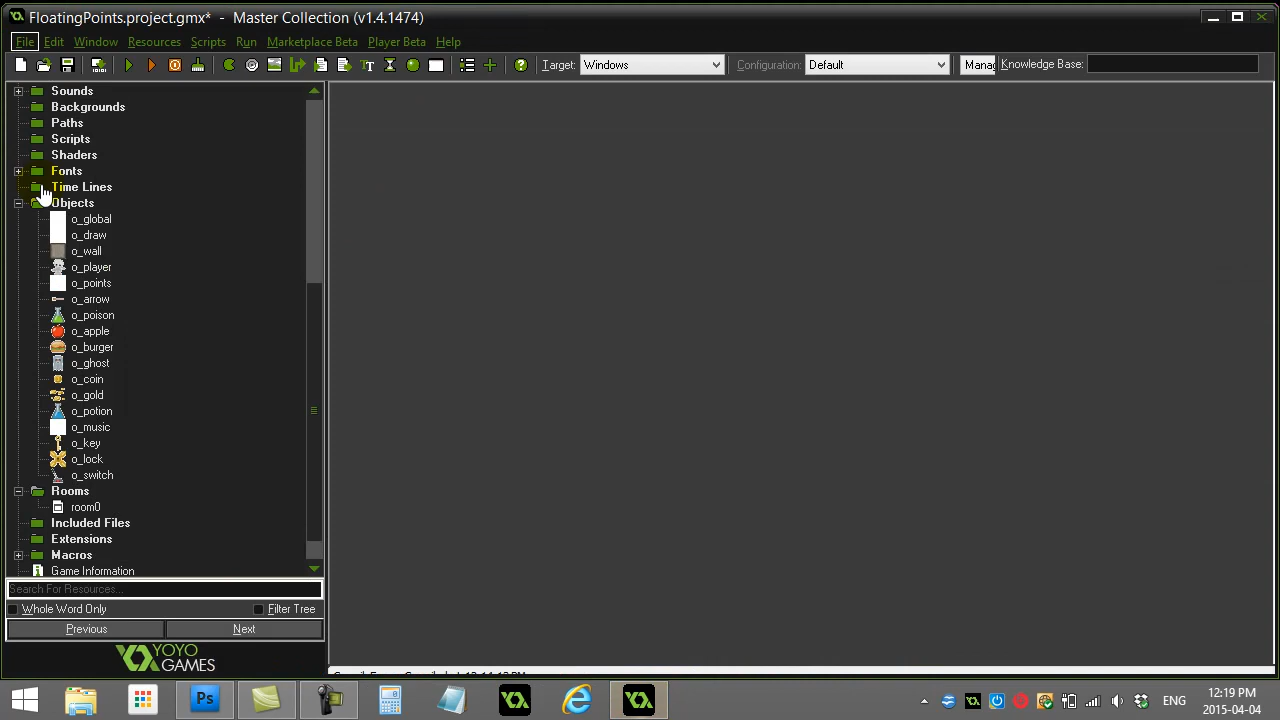 FloatingPoints.project.gmx* - Master Collection (v1.4.1474)
File Edit Window Resources Scripts Run Marketplace Beta Player Beta Help
Target: Windows Configuration: Default Manag Knowledge Base:
Sounds
Backgrounds
Paths
Scripts
Shaders
Fonts
Time Lines
Objects
o_global
o_draw
o_wall
o_player
o_points
o_arrow
o_poison
o_apple
o_burger
o_ghost
o_coin
o_gold
o_potion
o_music
o_key
o_lock
o_switch
Rooms
room0
Included Files
Extensions
Macros
Game Information
Search For Resources...
Whole Word Only Filter Tree
Previous Next
YOYO
GAMES
Ps
ENG
12:19 PM
2015-04-04